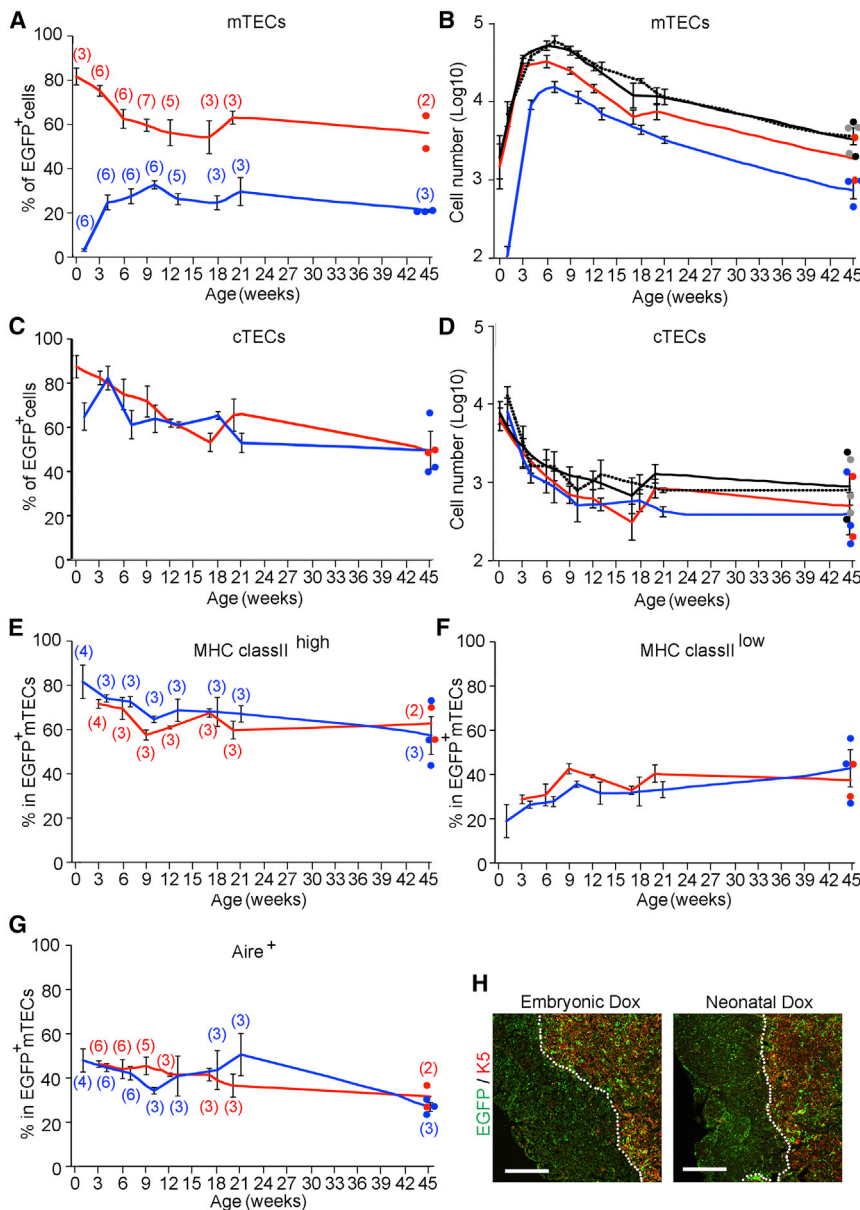 A
mTECs
% of EGFP+ cells
100
80
60
40
20
0
(3)
(6)
(6)
(7)
(5)
(3)
(3)
(2)
(6)
(6)
(6)
(6)
(5)
(3)
(3)
(3)
0 3 6 9 12 15 18 21 24 27 30 33 36 39 42 45
Age (weeks)
B
mTECs
Cell number (Log10)
5
4
3
2
0 3 6 9 12 15 18 21 24 27 30 33 36 39 42 45
Age (weeks)
C
cTECs
% of EGFP+ cells
100
80
60
40
20
0
0 3 6 9 12 15 18 21 24 27 30 33 36 39 42 45
Age (weeks)
D
cTECs
Cell number (Log10)
5
4
3
2
0 3 6 9 12 15 18 21 24 27 30 33 36 39 42 45
Age (weeks)
E
MHC classII high
% in EGFP+ mTECs
100
80
60
40
20
0
(4)
(3)
(3)
(3)
(3)
(3)
(3)
(2)
(4)
(3)
(3)
(3)
(3)
(3)
(3)
0 3 6 9 12 15 18 21 24 27 30 33 36 39 42 45
Age (weeks)
F
MHC classII low
% in EGFP+ mTECs
100
80
60
40
20
0
0 3 6 9 12 15 18 21 24 27 30 33 36 39 42 45
Age (weeks)
G
Aire+
% in EGFP+ mTECs
100
80
60
40
20
0
(6)
(6)
(5)
(3)
(3)
(3)
(2)
(4)
(6)
(6)
(3)
(3)
(3)
(3)
(3)
0 3 6 9 12 15 18 21 24 27 30 33 36 39 42 45
Age (weeks)
H
Embryonic Dox
Neonatal Dox
EGFP / K5